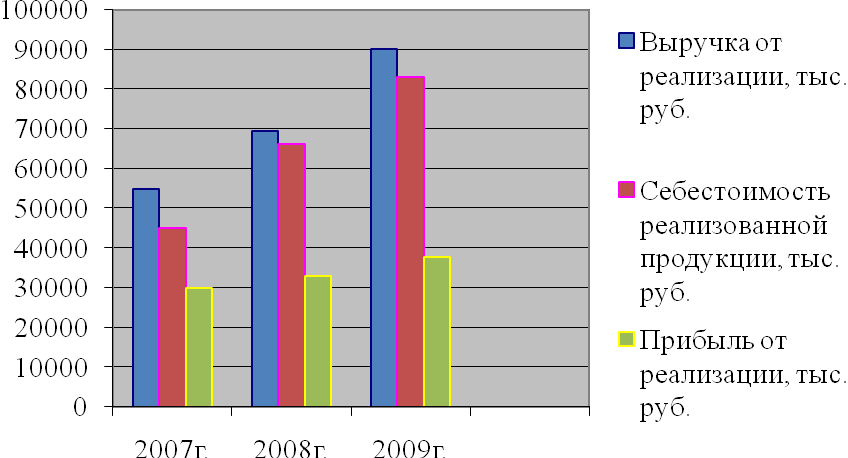 100000
90000
80000
70000
60000
50000
40000
30000
20000
10000
0
2007г.
2008г.
2009г.
Выручка от
реализации, тыс.
руб.
Себестоимость
реализованной
продукции, тыс.
руб.
Прибыль от
реализации, тыс.
руб.